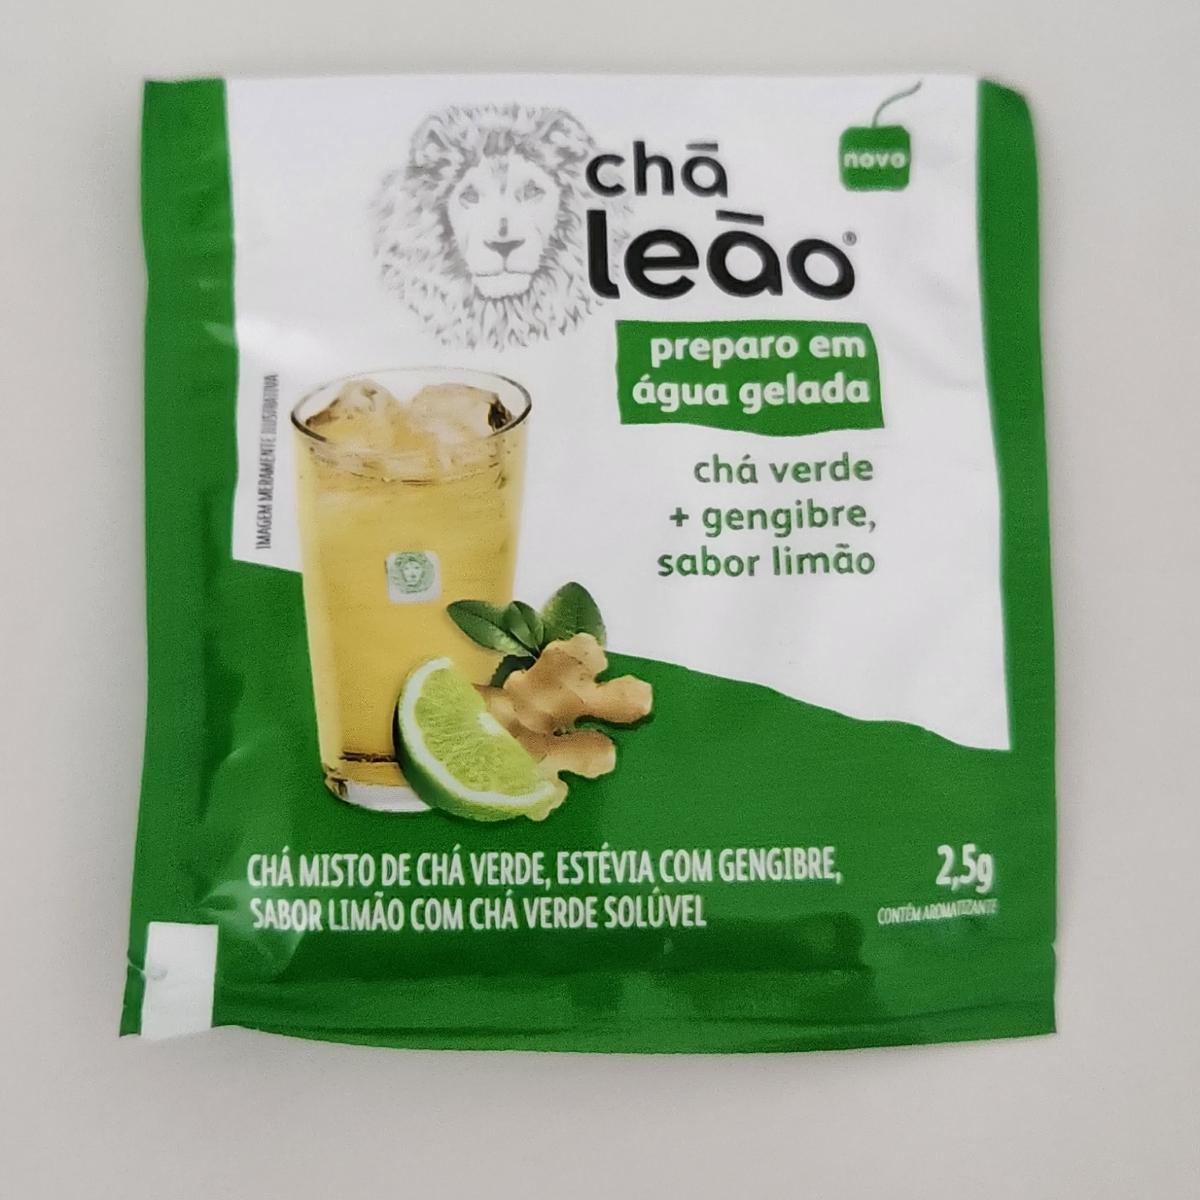 chá
leão®
novo
preparo em
água gelada
chá verde
+ gengibre,
sabor limão
IMAGEM MERAMENTE ILUSTRATIVA
CHÁ MISTO DE CHÁ VERDE, ESTÉVIA COM GENGIBRE,
SABOR LIMÃO COM CHÁ VERDE SOLÚVEL
2,5g
CONTÉM AROMATIZANTE